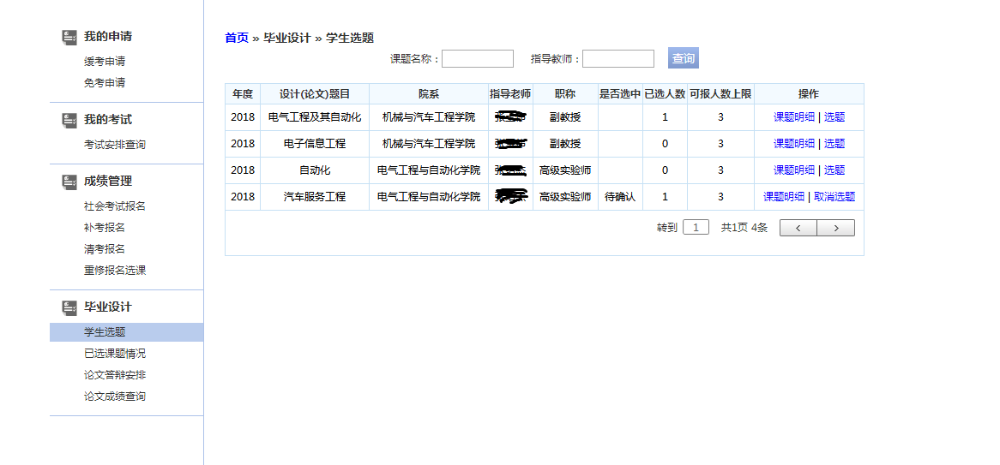 我的申请
缓考申请
免考申请
我的考试
考试安排查询
成绩管理
社会考试报名
补考报名
清考报名
重修报名选课
毕业设计
学生选题
已选课题情况
论文答辩安排
论文成绩查询
首页 » 毕业设计 » 学生选题
课题名称： 指导教师： 查询
年度 设计(论文)题目 院系 指导老师 职称 是否选中 已选人数 可报人数上限 操作
2018 电气工程及其自动化 机械与汽车工程学院 副教授 1 3 课题明细 | 选题
2018 电子信息工程 机械与汽车工程学院 副教授 0 3 课题明细 | 选题
2018 自动化 电气工程与自动化学院 高级实验师 0 3 课题明细 | 选题
2018 汽车服务工程 电气工程与自动化学院 高级实验师 待确认 1 3 课题明细 | 取消选题
转到 1 共1页 4条 < >